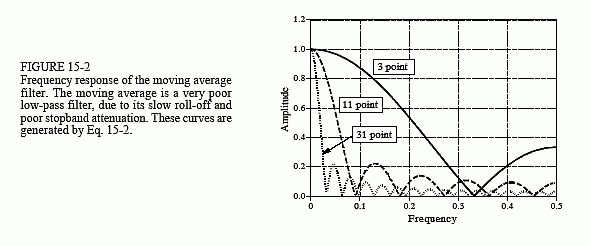 FIGURE 15-2
Frequency response of the moving average
filter. The moving average is a very poor
low-pass filter, due to its slow roll-off and
poor stopband attenuation. These curves are
generated by Eq. 15-2.
Amplitude
1.2
1.0
0.8
0.6
0.4
0.2
0.0
3 point
11 point
31 point
0
0.1
0.2
0.3
0.4
0.5
Frequency